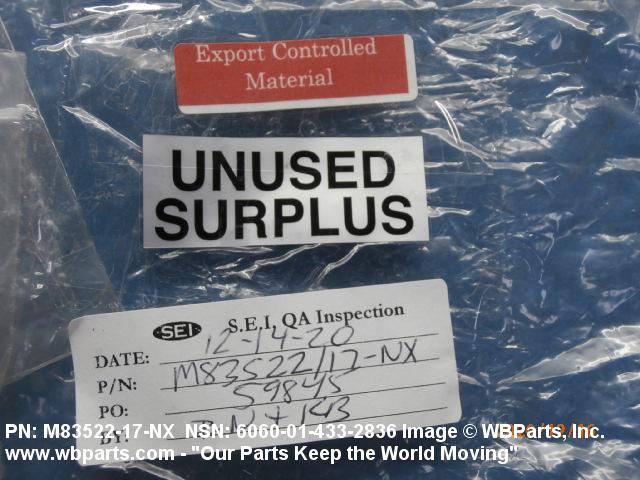 Export Controlled
Material
UNUSED
SURPLUS
SEI S.E.I. QA Inspection
DATE: 12-14-20
P/N: M83522/17-NX
PO: 59845
BY: + KB
PN: M83522-17-NX NSN: 6060-01-433-2836 Image © WBParts, Inc.
www.wbparts.com - "Our Parts Keep the World Moving"